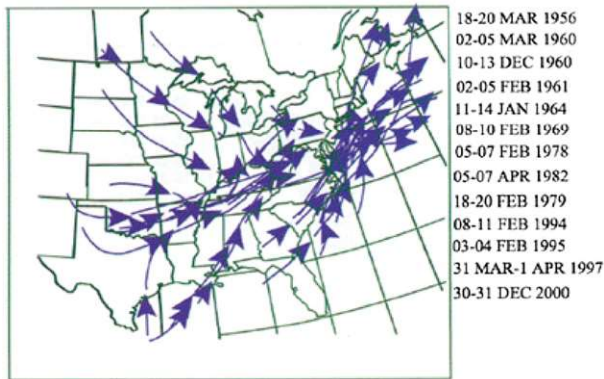 18-20 MAR 1956
02-05 MAR 1960
10-13 DEC 1960
02-05 FEB 1961
11-14 JAN 1964
08-10 FEB 1969
05-07 FEB 1978
05-07 APR 1982
18-20 FEB 1979
08-11 FEB 1994
03-04 FEB 1995
31 MAR-1 APR 1997
30-31 DEC 2000